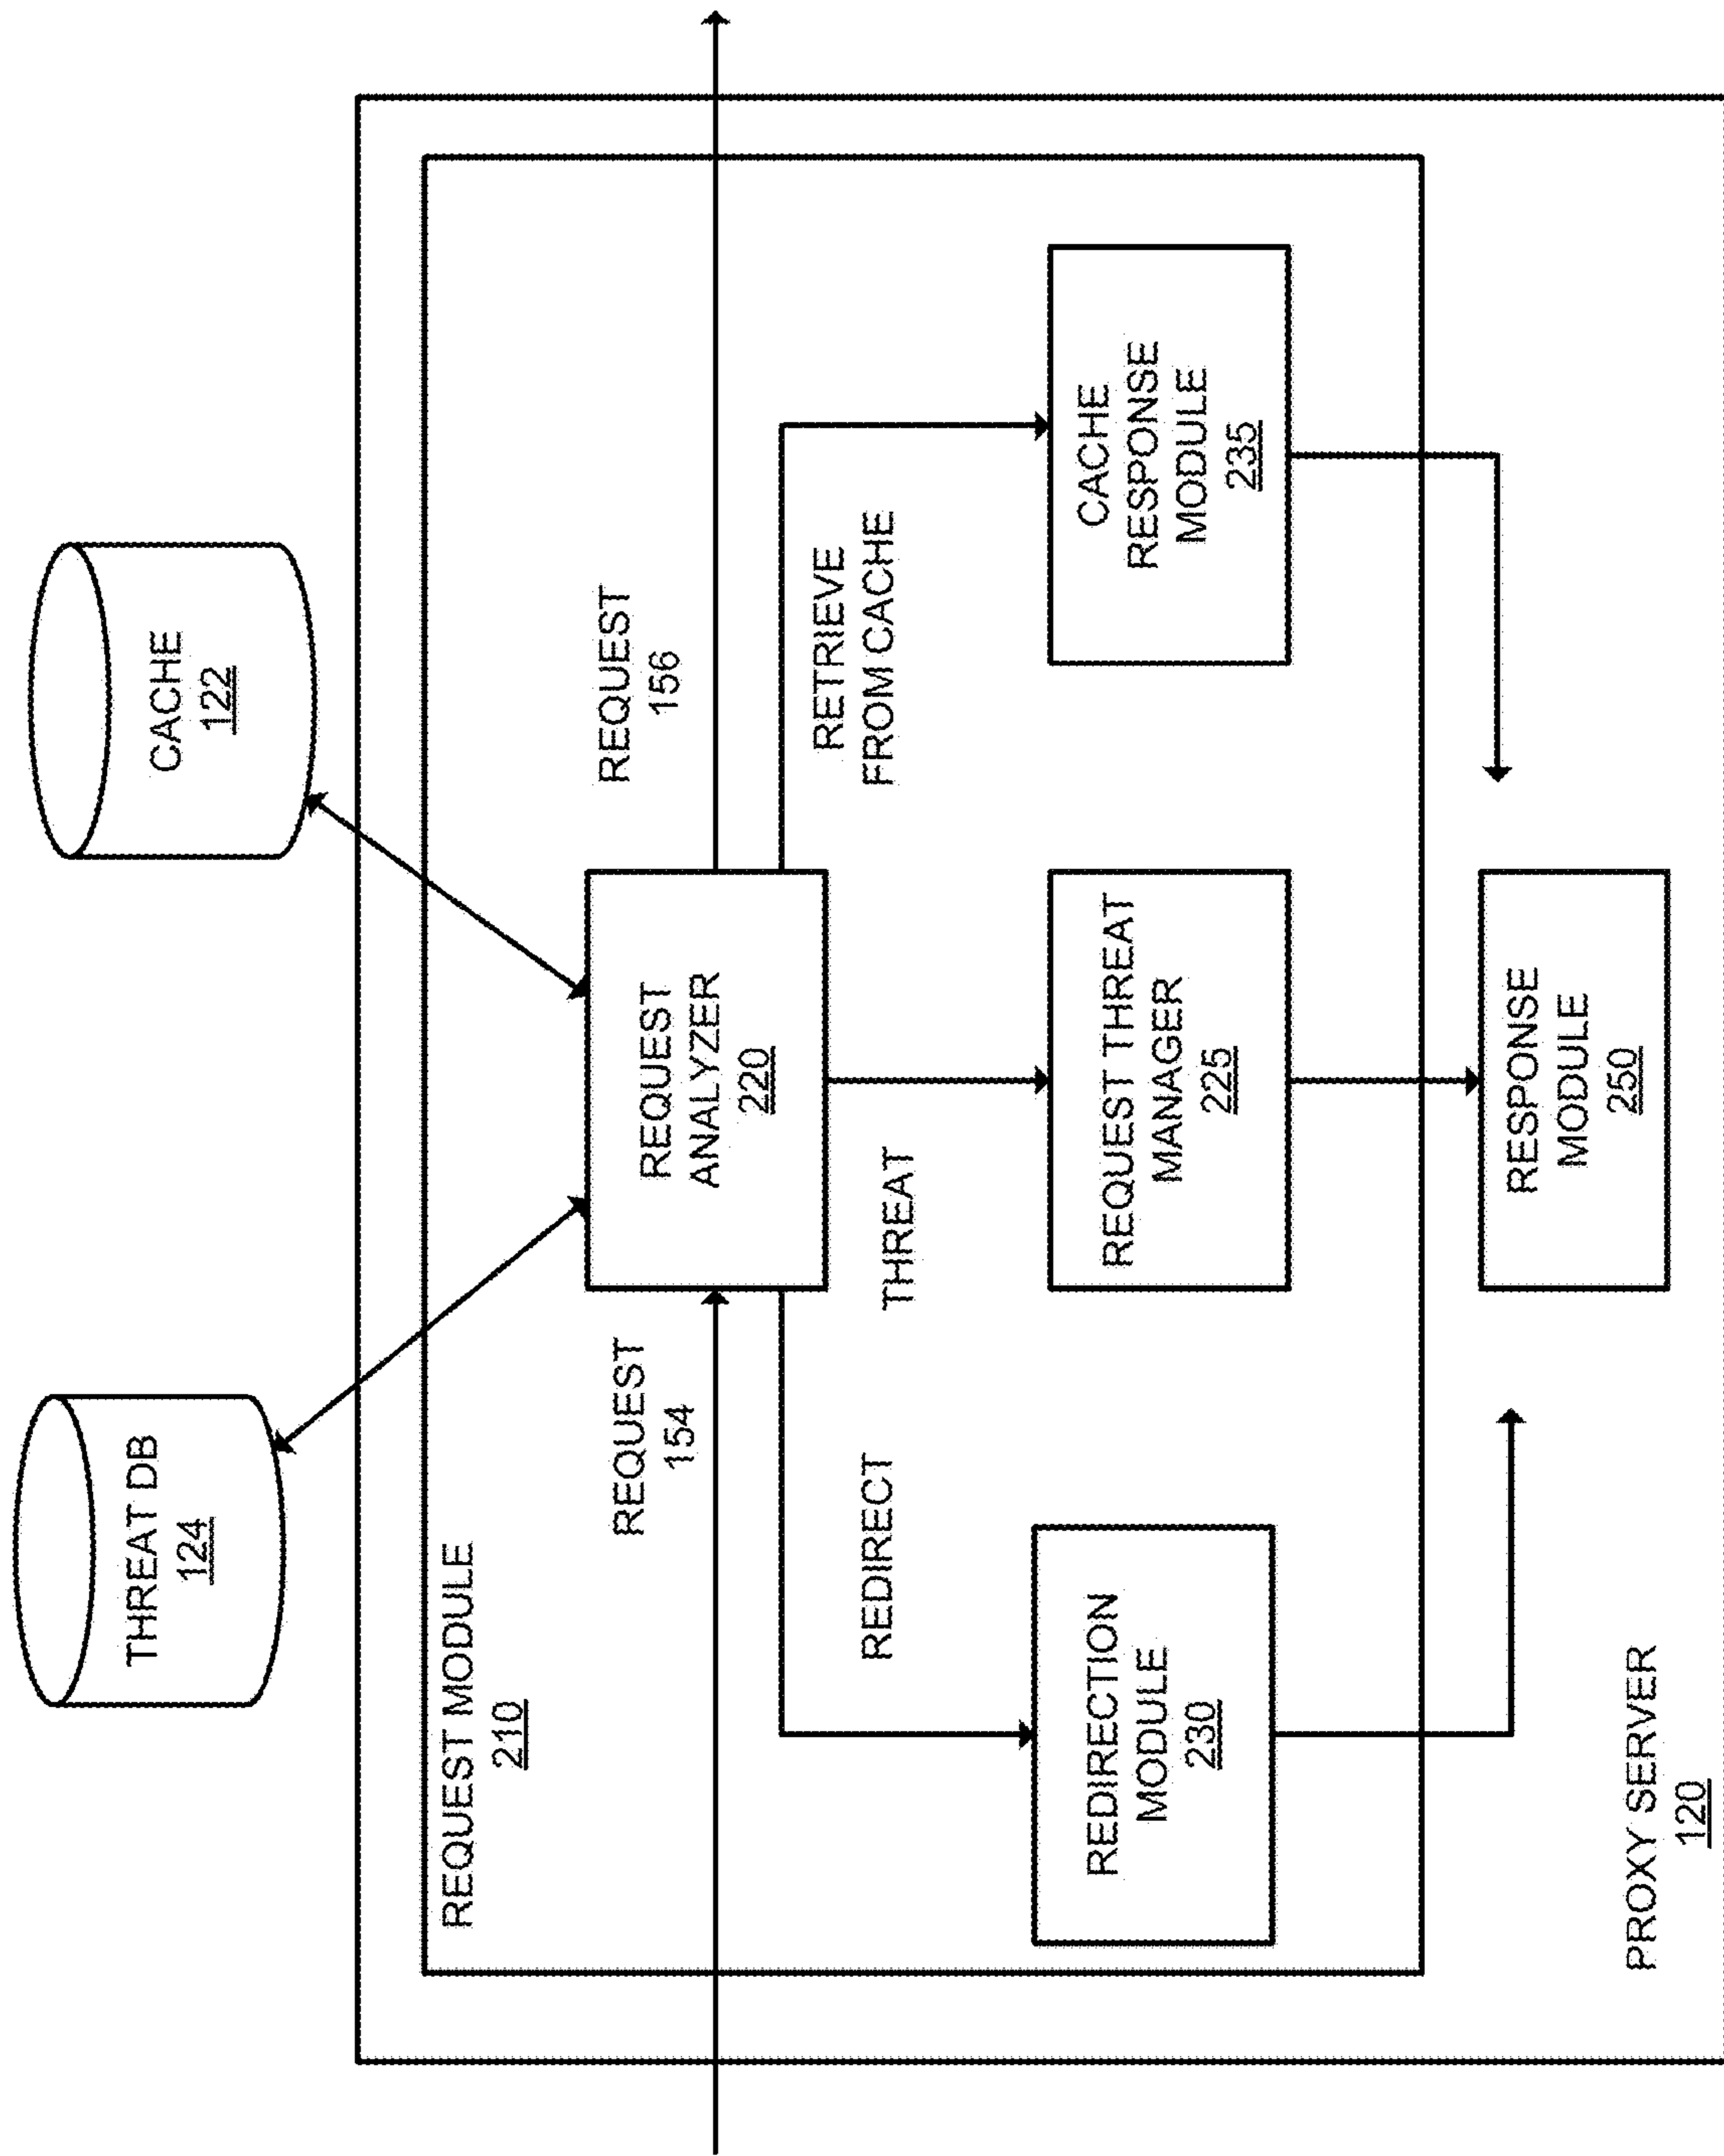 THREAT DB
124
CACHE
122
REQUEST MODULE
210
REQUEST
154
REQUEST
ANALYZER
220
REQUEST
156
REDIRECT
THREAT
RETRIEVE
FROM CACHE
REDIRECTION
MODULE
230
REQUEST THREAT
MANAGER
225
CACHE
RESPONSE
MODULE
235
RESPONSE
MODULE
250
PROXY SERVER
120